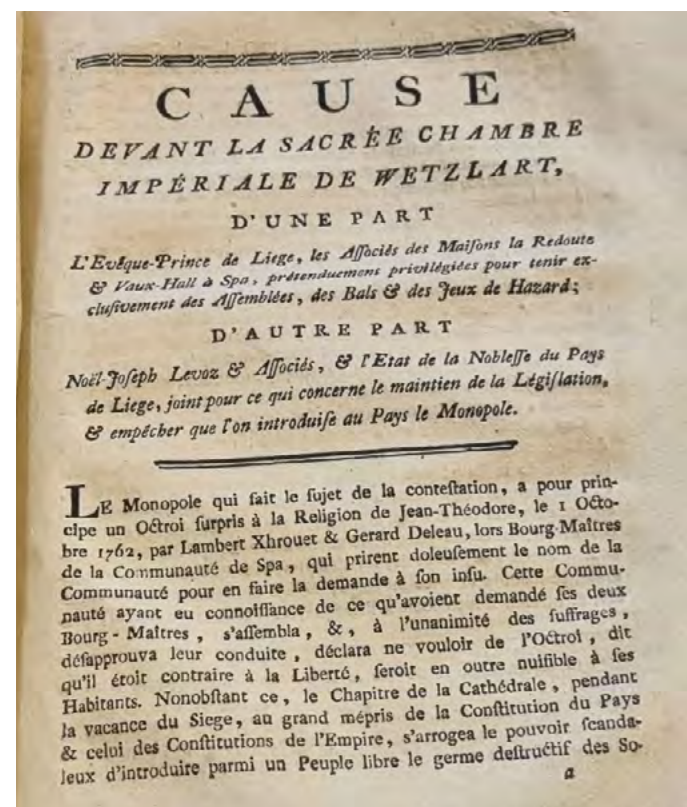 CAUSE
DEVANT LA SACRÉE CHAMBRE
IMPÉRIALE DE WETZLART,
D'UNE PART
L'Evêque-Prince de Liege, les Aſſociés des Maiſons la Redoute
& Vaux-Hall à Spa, prétenduement privilégiées pour tenir ex-
cluſivement des Aſſemblées, des Bals & des Jeux de Hazard;
D'AUTRE PART
Noël-Joſeph Levoz & Aſſociés, & l'Etat de la Nobleſſe du Pays
de Liege, joint pour ce qui concerne le maintien de la Légiſlation,
& empécher que l'on introduiſe au Pays le Monopole.
LE Monopole qui fait le ſujet de la conteſtation, a pour prin-
cipe un Octroi ſurpris à la Religion de Jean-Théodore, le 1 Octo-
bre 1762, par Lambert Xhrouet & Gerard Deleau, lors Bourg-Maîtres
de la Communauté de Spa, qui prirent doleuſement le nom de la
Communauté pour en faire la demande à ſon inſu. Cette Commu-
nauté ayant eu connoiſſance de ce qu'avoient demandé ſes deux
Bourg-Maîtres, s'aſſembla, &, à l'unanimité des ſuffrages,
déſapprouva leur conduite, déclara ne vouloir de l'Octroi, dit
qu'il étoit contraire à la Liberté, ſeroit en outre nuiſible à ſes
Habitants. Nonobſtant ce, le Chapitre de la Cathédrale, pendant
la vacance du Siege, au grand mépris de la Conſtitution du Pays
& celui des Conſtitutions de l'Empire, s'arrogea le pouvoir ſcanda-
leux d'introduire parmi un Peuple libre le germe deſtructif des So-
a